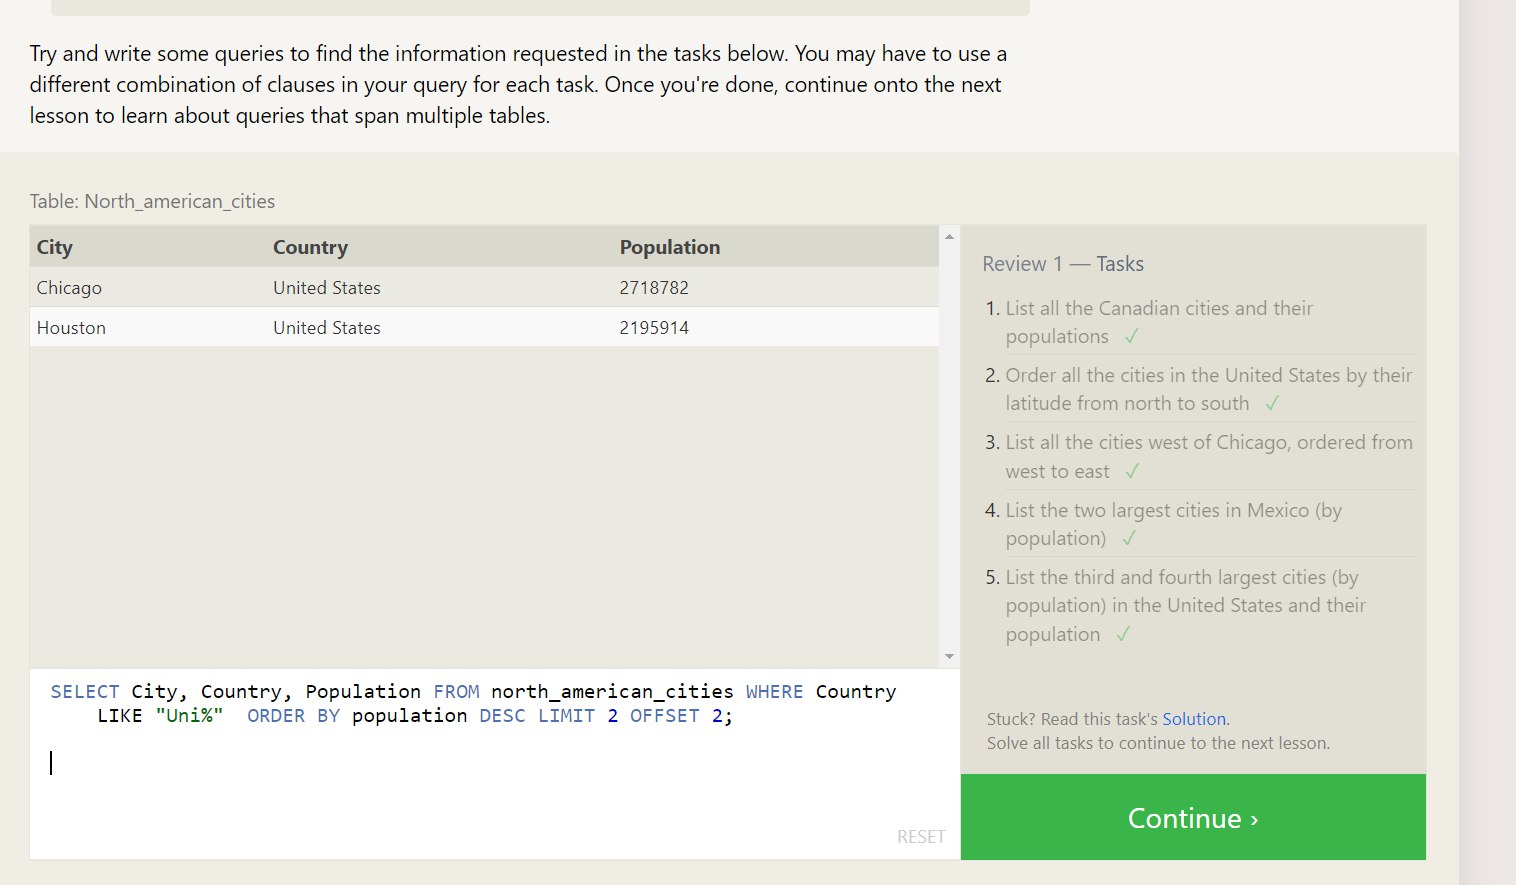 Try and write some queries to find the information requested in the tasks below. You may have to use a
different combination of clauses in your query for each task. Once you're done, continue onto the next
lesson to learn about queries that span multiple tables.
Table: North_american_cities
City Country Population
Chicago United States 2718782
Houston United States 2195914
SELECT City, Country, Population FROM north_american_cities WHERE Country
LIKE "Uni%"  ORDER BY population DESC LIMIT 2 OFFSET 2;
RESET
Review 1 — Tasks
1. List all the Canadian cities and their
populations ✓
2. Order all the cities in the United States by their
latitude from north to south ✓
3. List all the cities west of Chicago, ordered from
west to east ✓
4. List the two largest cities in Mexico (by
population) ✓
5. List the third and fourth largest cities (by
population) in the United States and their
population ✓
Stuck? Read this task's Solution.
Solve all tasks to continue to the next lesson.
Continue ›